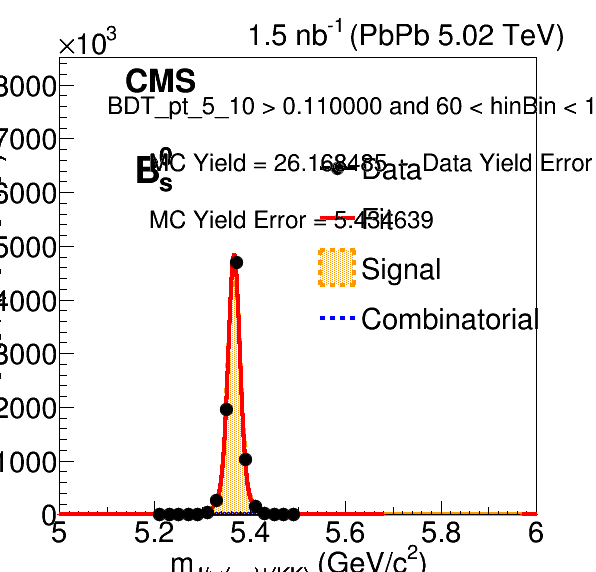 ×10³ 1.5 nb⁻¹ (PbPb 5.02 TeV)
CMS
BDT_pt_5_10 > 0.110000 and 60 < hinBin < 1
B⁰s
MC Yield = 26.168485 Data Yield Error
MC Yield Error = 5.434639
Data
Fit
Signal
Combinatorial
8000
7000
6000
5000
4000
3000
2000
1000
0
5 5.2 5.4 5.6 5.8 6
(GeV/c²)